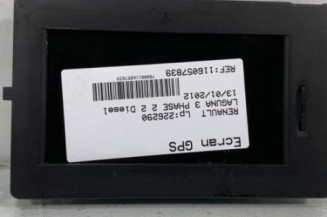 Ecran GPS
RENAULT Lp:226290
LAGUNA 3 PHASE 2 2 Diesel
13/01/2012
REF:116057839